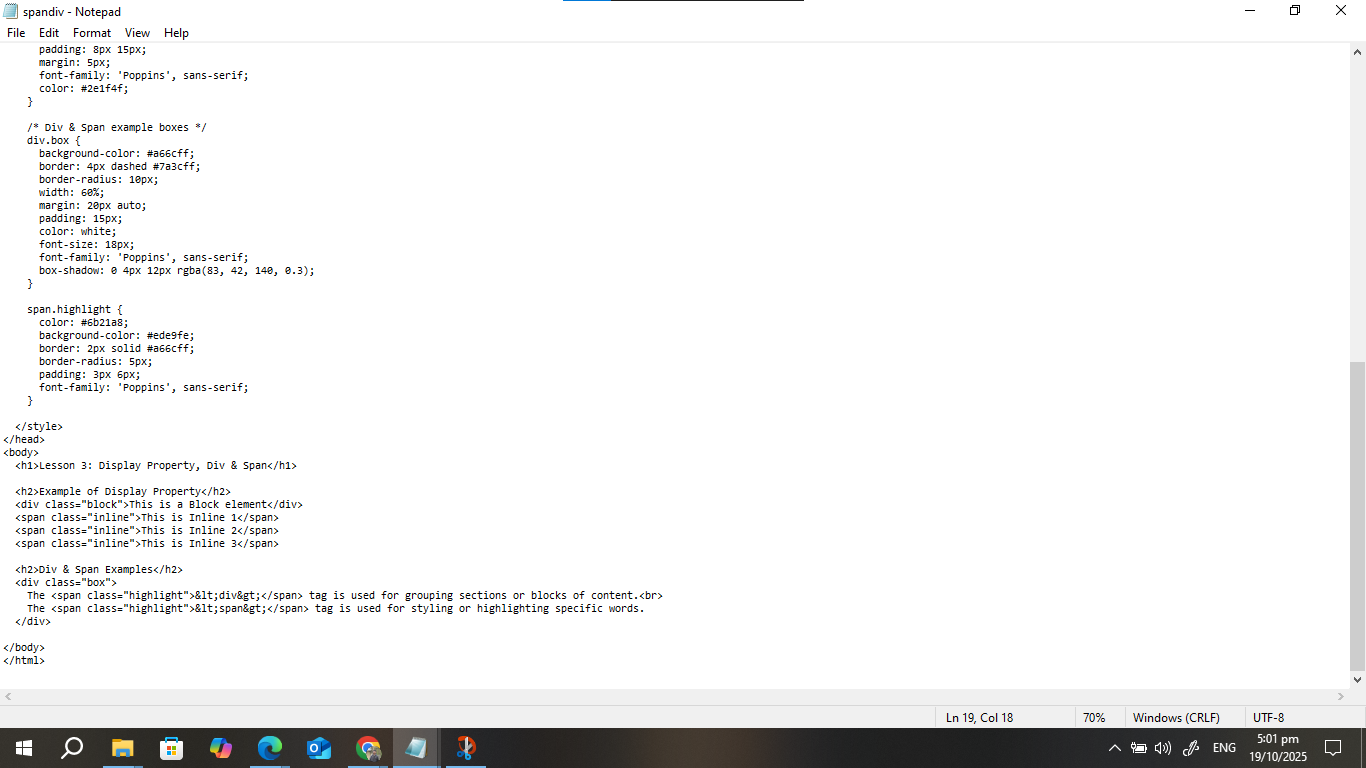 spandiv - Notepad
File Edit Format View Help
      padding: 8px 15px;
      margin: 5px;
      font-family: 'Poppins', sans-serif;
      color: #2e1f4f;
    }

    /* Div & Span example boxes */
    div.box {
      background-color: #a66cff;
      border: 4px dashed #7a3cff;
      border-radius: 10px;
      width: 60%;
      margin: 20px auto;
      padding: 15px;
      color: white;
      font-size: 18px;
      font-family: 'Poppins', sans-serif;
      box-shadow: 0 4px 12px rgba(83, 42, 140, 0.3);
    }

    span.highlight {
      color: #6b21a8;
      background-color: #ede9fe;
      border: 2px solid #a66cff;
      border-radius: 5px;
      padding: 3px 6px;
      font-family: 'Poppins', sans-serif;
    }

  </style>
</head>
<body>
  <h1>Lesson 3: Display Property, Div & Span</h1>

  <h2>Example of Display Property</h2>
  <div class="block">This is a Block element</div>
  <span class="inline">This is Inline 1</span>
  <span class="inline">This is Inline 2</span>
  <span class="inline">This is Inline 3</span>

  <h2>Div & Span Examples</h2>
  <div class="box">
    The <span class="highlight">&lt;div&gt;</span> tag is used for grouping sections or blocks of content.<br>
    The <span class="highlight">&lt;span&gt;</span> tag is used for styling or highlighting specific words.
  </div>

</body>
</html>
Ln 19, Col 18 70% Windows (CRLF) UTF-8
ENG 5:01 pm
19/10/2025